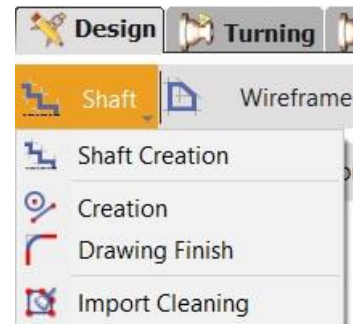 Design Turning
Shaft Wireframe
Shaft Creation
Creation
Drawing Finish
Import Cleaning